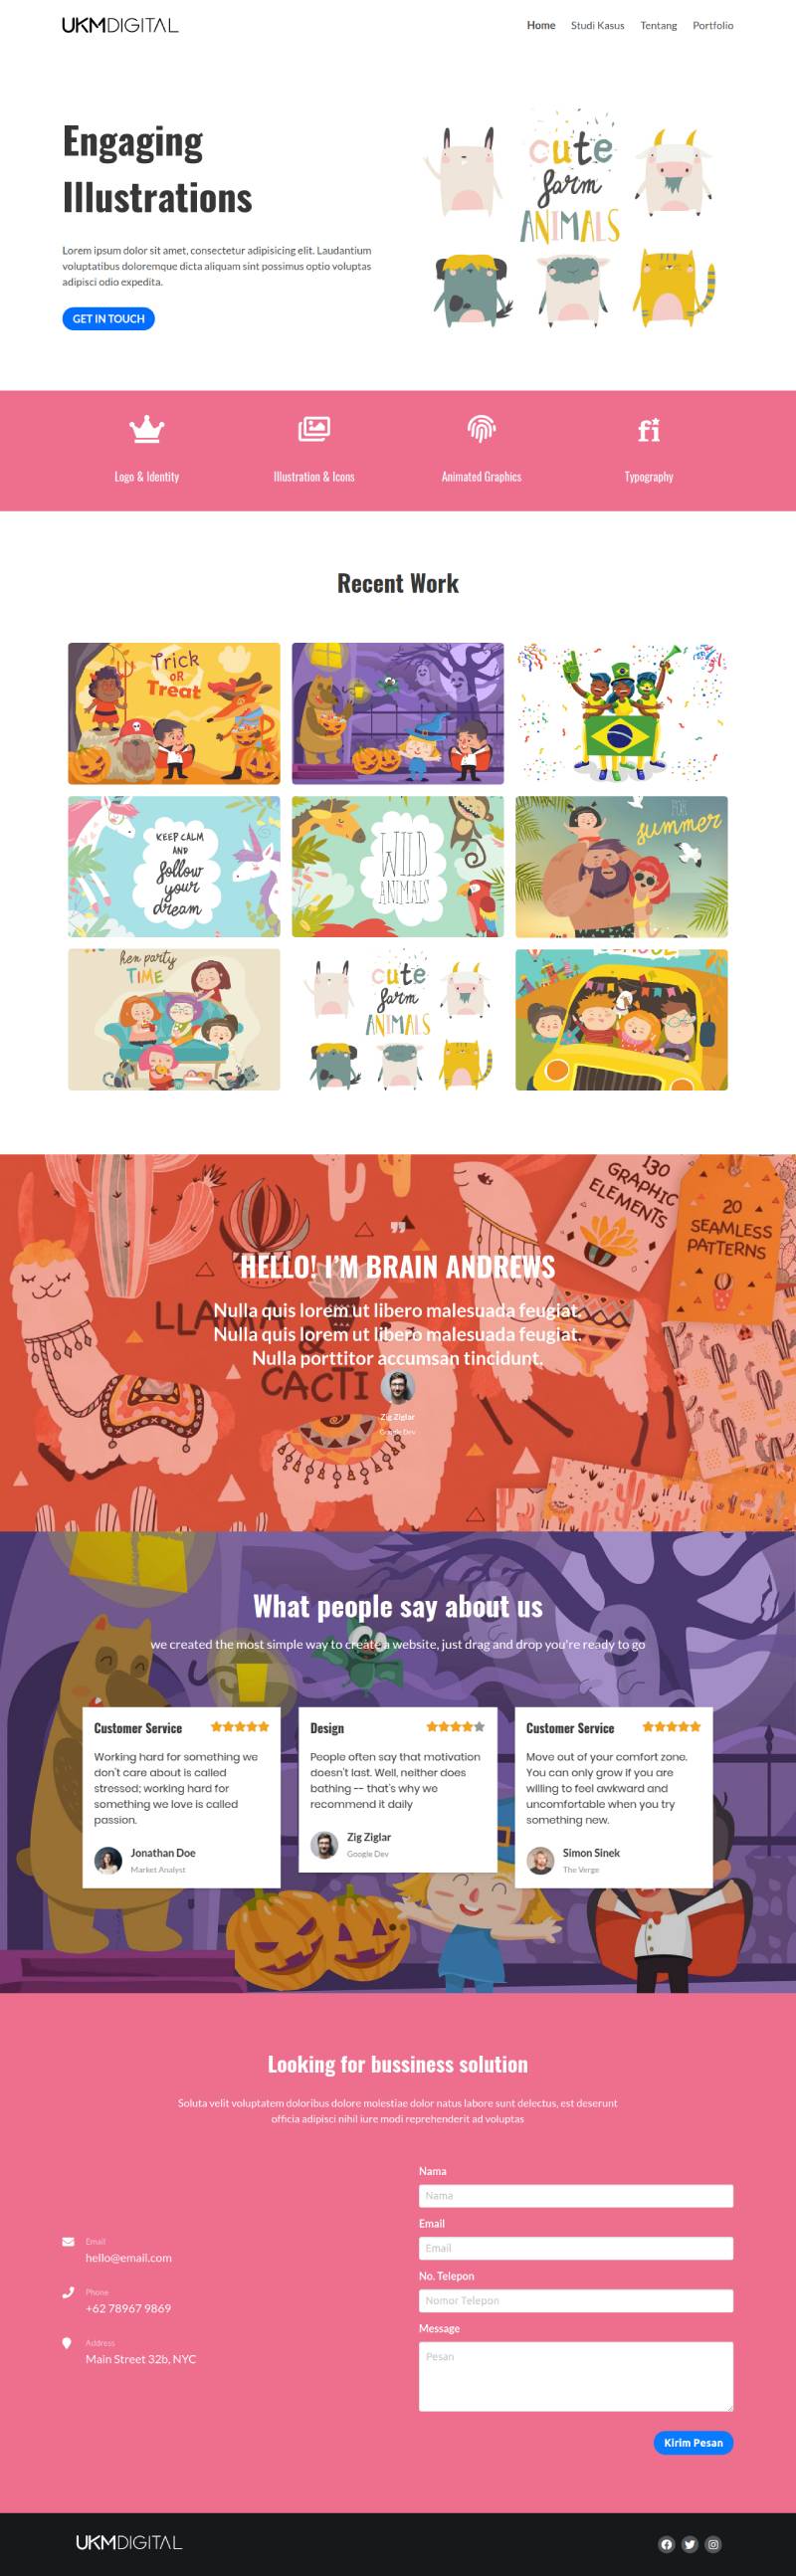 UKMDIGITAL
Home Studi Kasus Tentang Portfolio
Engaging
Illustrations
Lorem ipsum dolor sit amet, consectetur adipisicing elit. Laudantium
voluptatibus doloremque dicta aliquam sint possimus optio voluptas
adipisci odio expedita.
GET IN TOUCH
cute
farm
ANIMALS
Logo & Identity
Illustration & Icons
Animated Graphics
Typography
Recent Work
Trick
OR
Treat
KEEP CALM
AND
follow
your
dream
WILD
ANIMALS
summer
hen party
TIME
cute
farm
ANIMALS
130
GRAPHIC
ELEMENTS
20
SEAMLESS
PATTERNS
LLAMA
&
CACTI
"
HELLO! I'M BRAIN ANDREWS
Nulla quis lorem ut libero malesuada feugiat.
Nulla quis lorem ut libero malesuada feugiat.
Nulla porttitor accumsan tincidunt.
Zig Ziglar
Google Dev
What people say about us
we created the most simple way to create a website, just drag and drop you're ready to go
Customer Service
Working hard for something we
don't care about is called
stressed; working hard for
something we love is called
passion.
Jonathan Doe
Market Analyst
Design
People often say that motivation
doesn't last. Well, neither does
bathing -- that's why we
recommend it daily
Zig Ziglar
Google Dev
Customer Service
Move out of your comfort zone.
You can only grow if you are
willing to feel awkward and
uncomfortable when you try
something new.
Simon Sinek
The Verge
Looking for bussiness solution
Soluta velit voluptatem doloribus dolore molestiae dolor natus labore sunt delectus, est deserunt
officia adipisci nihil iure modi reprehenderit ad voluptas
Email
hello@email.com
Phone
+62 78967 9869
Address
Main Street 32b, NYC
Nama
Nama
Email
Email
No. Telepon
Nomor Telepon
Message
Pesan
Kirim Pesan
UKMDIGITAL